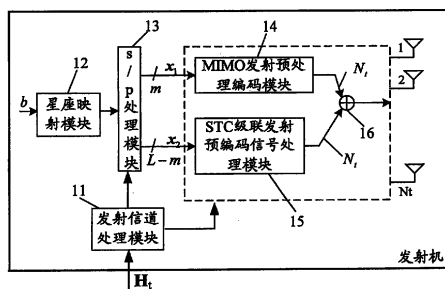 13
s/p处理模块
14
MIMO发射预处理编码模块
1
12
星座映射模块
b
x₁
m
Nₜ
2
16
x₂
L-m
STC级联发射预编码信号处理模块
Nₜ
15
11
发射信道处理模块
Nt
发射机
Hₜ